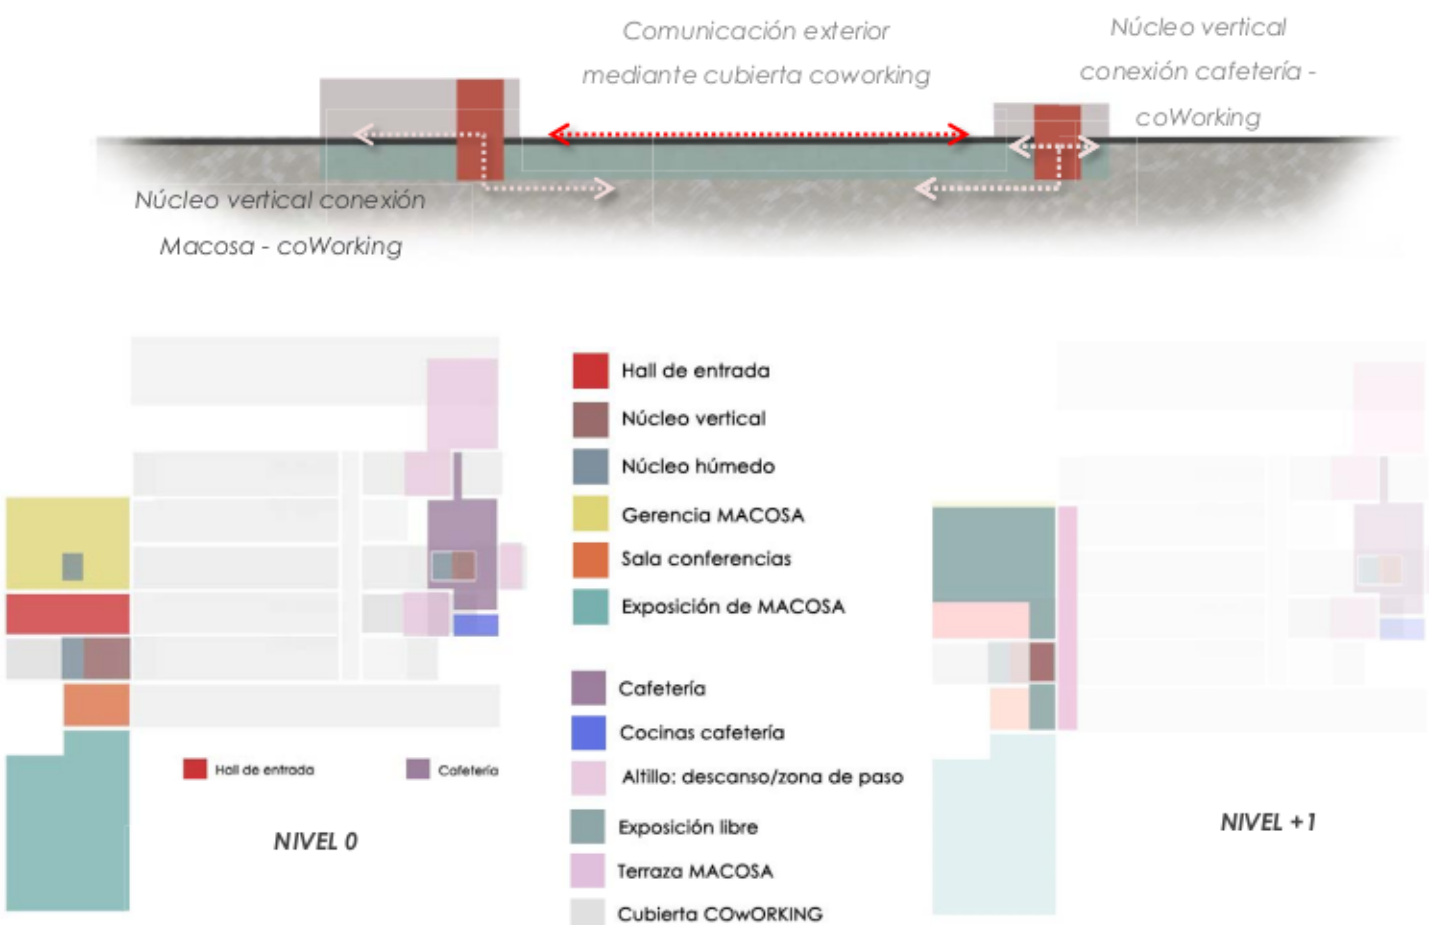 Comunicación exterior
mediante cubierta coworking
Núcleo vertical
conexión cafetería -
coWorking
Núcleo vertical conexión
Macosa - coWorking
Hall de entrada
Núcleo vertical
Núcleo húmedo
Gerencia MACOSA
Sala conferencias
Exposición de MACOSA
Cafetería
Cocinas cafetería
Altillo: descanso/zona de paso
Exposición libre
Terraza MACOSA
Cubierta COwORKING
Hall de entrada
Cafetería
NIVEL 0
NIVEL +1